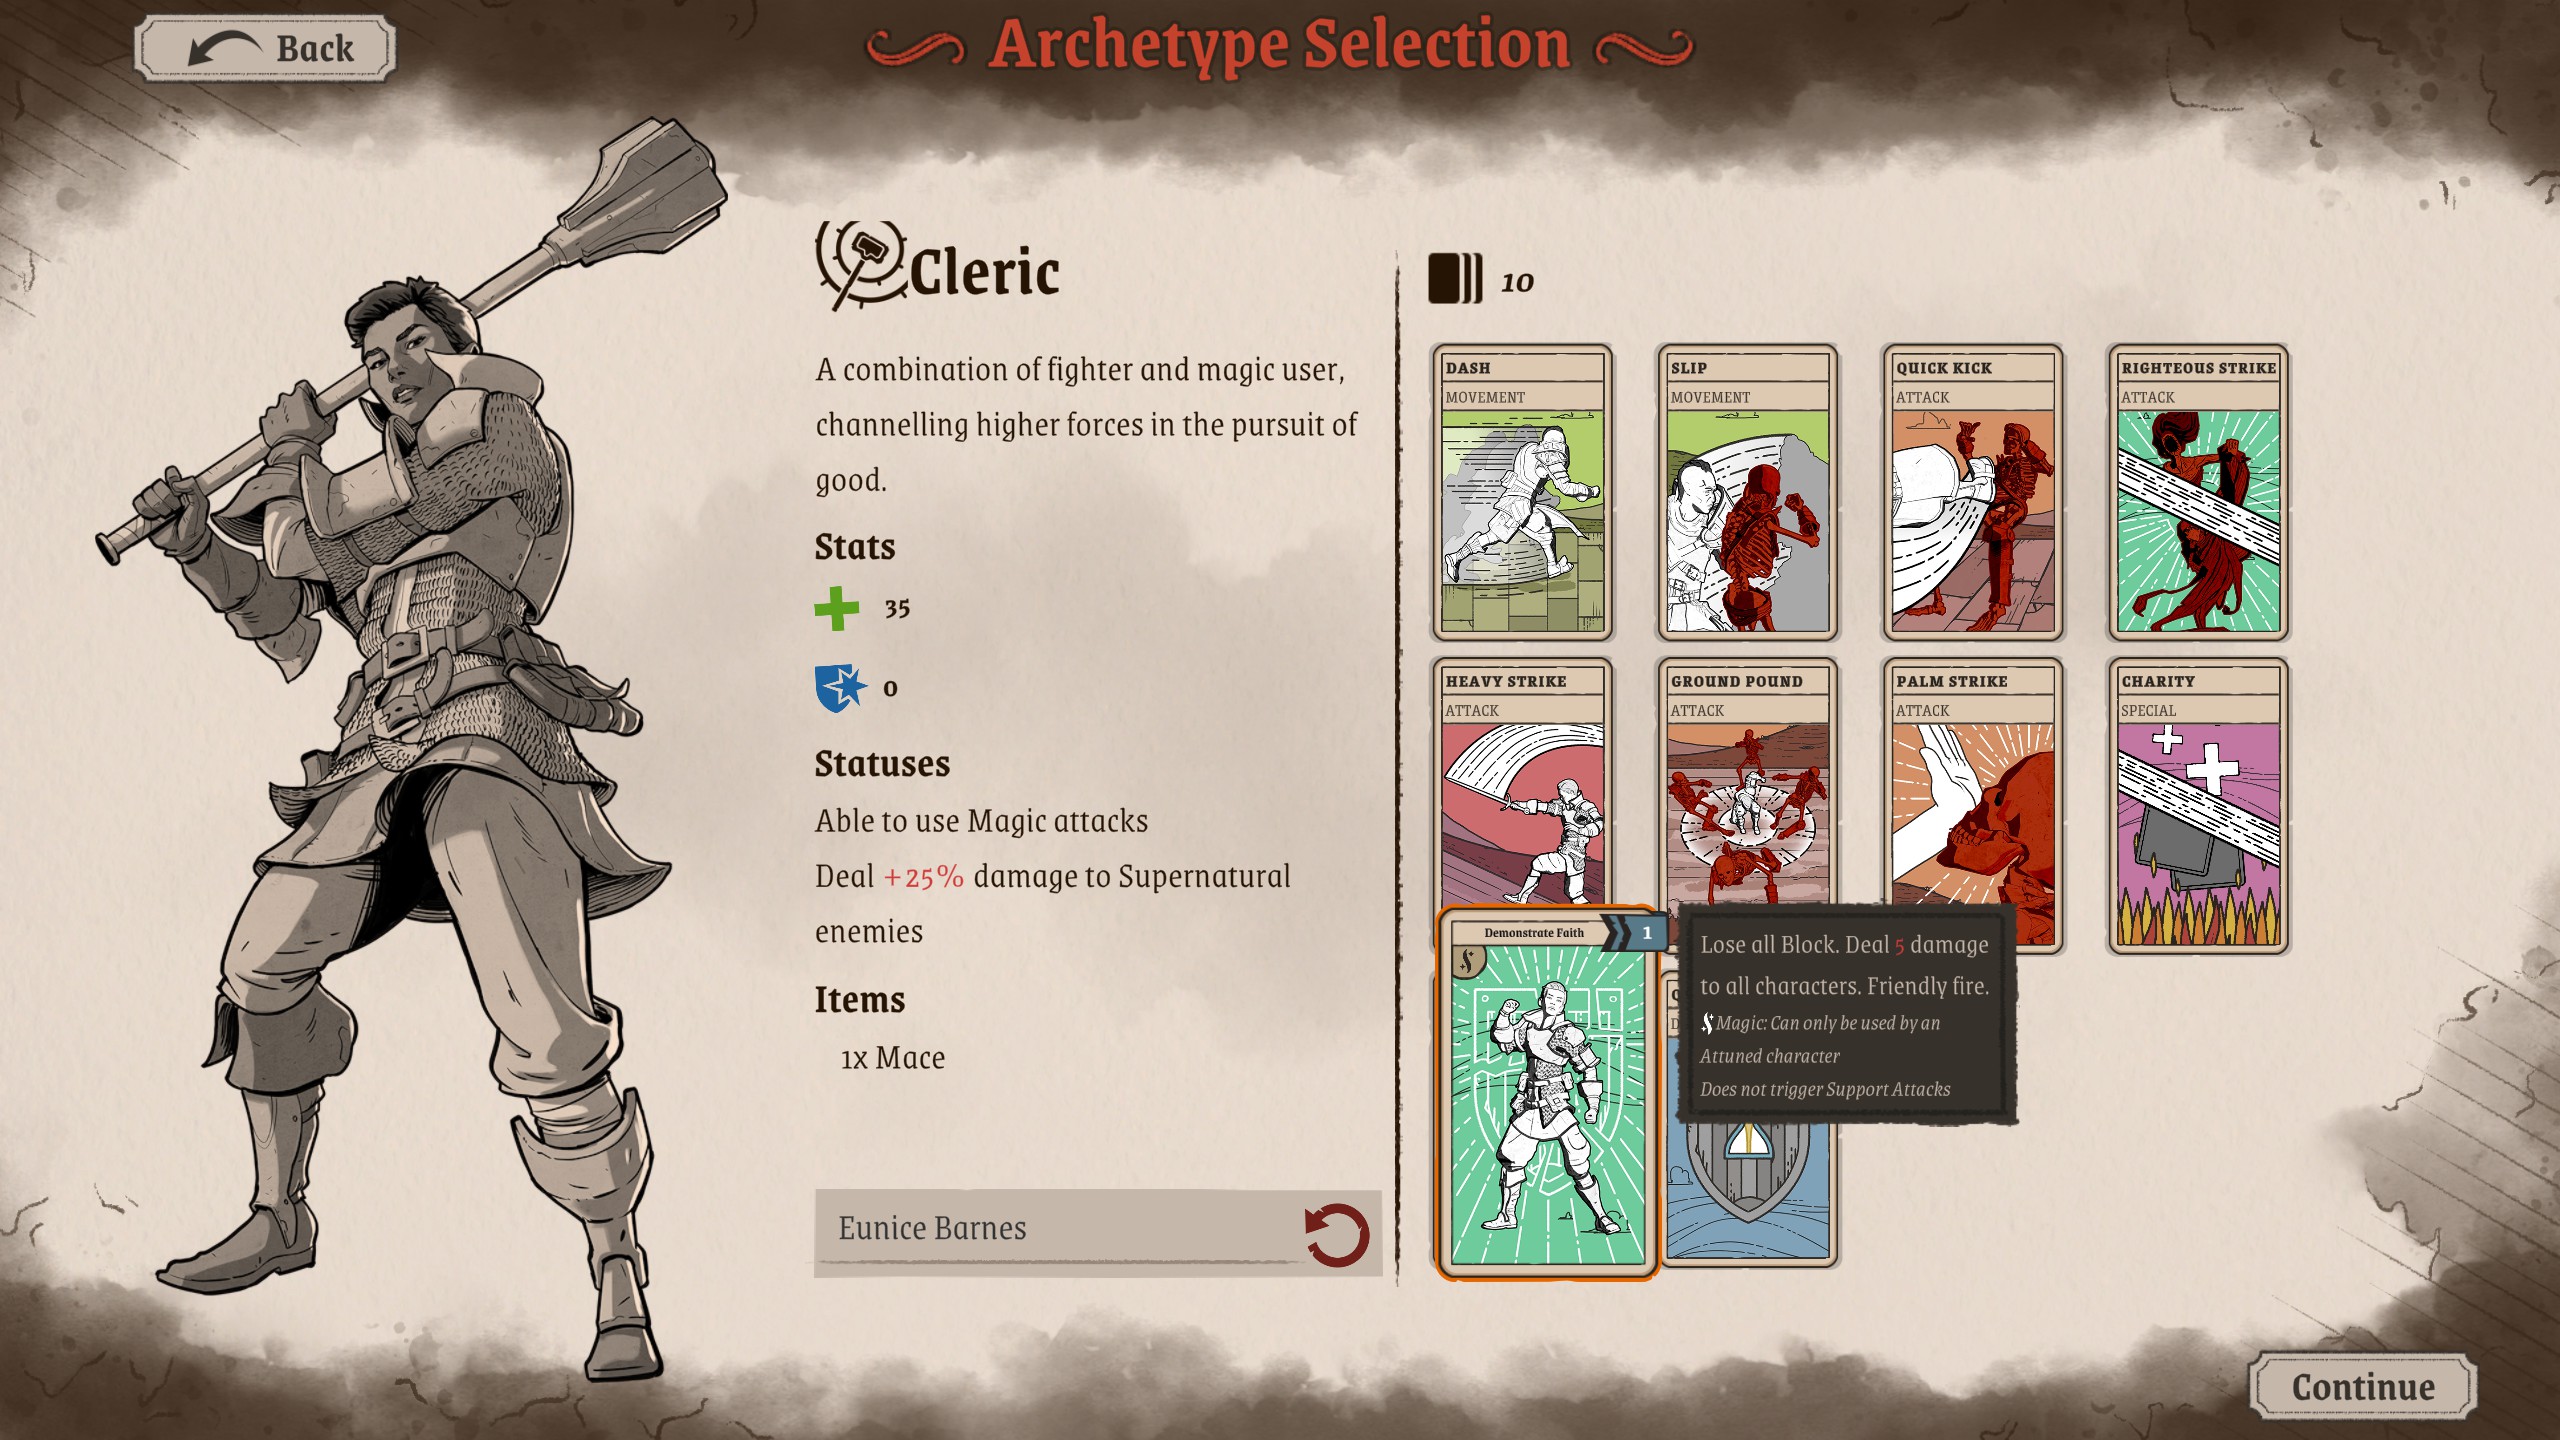 Back
Archetype Selection
Cleric
A combination of fighter and magic user,
channelling higher forces in the pursuit of
good.
Stats
35
0
Statuses
Able to use Magic attacks
Deal +25% damage to Supernatural
enemies
Items
1x Mace
Eunice Barnes
10
DASH
MOVEMENT
SLIP
MOVEMENT
QUICK KICK
ATTACK
RIGHTEOUS STRIKE
ATTACK
HEAVY STRIKE
ATTACK
GROUND POUND
ATTACK
PALM STRIKE
ATTACK
CHARITY
SPECIAL
Demonstrate Faith
1
Lose all Block. Deal 5 damage
to all characters. Friendly fire.
Magic: Can only be used by an
Attuned character
Does not trigger Support Attacks
Continue